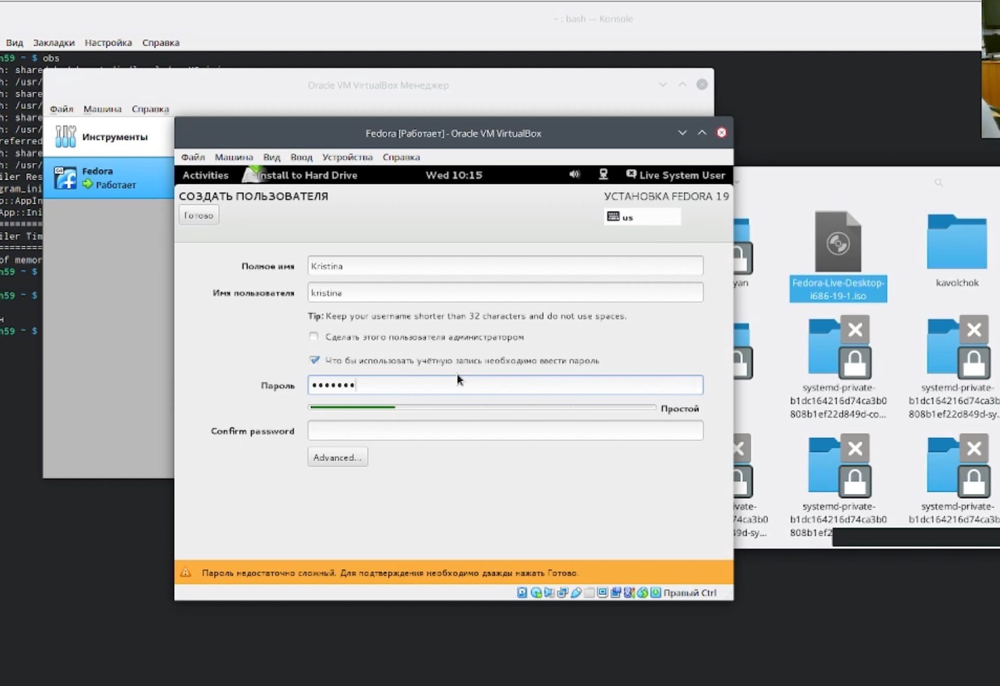 ~ : bash — Konsole
Вид Закладки Настройка Справка
n59 ~ $ obs
h: share
h: /usr/
h: share
h: /usr/
h: share
h: /usr/
referred
h: share
h: /usr/
iler Res
gram_ini
p::AppIn
App::Ini
iler Tim
of memor
n59 ~ $
n59 ~ $
н
n59 ~ $
Oracle VM VirtualBox Менеджер
Файл Машина Справка
Инструменты
Fedora
Работает
Fedora [Работает] - Oracle VM VirtualBox
Файл Машина Вид Ввод Устройства Справка
Activities Install to Hard Drive Wed 10:15 Live System User
СОЗДАТЬ ПОЛЬЗОВАТЕЛЯ УСТАНОВКА FEDORA 19
Готово us
Полное имя Kristina
Имя пользователя kristina
Tip: Keep your username shorter than 32 characters and do not use spaces.
Сделать этого пользователя администратором
Что бы использовать учётную запись необходимо ввести пароль
Пароль •••••••
Простой
Confirm password
Advanced...
Пароль недостаточно сложный. Для подтверждения необходимо дважды нажать Готово.
Правый Ctrl
yan
Fedora-Live-Desktop-
i686-19-1.iso
kavolchok
systemd-private-
b1dc164216d74ca3b0
808b1ef22d849d-co...
systemd-private-
b1dc164216d74ca3b
808b1ef22d849d-sy..
ivate-
74ca3b0
49d-sy...
systemd-private-
b1dc164216d74ca3b0
808b1ef2
systemd-private-
b1dc164216d74ca3b